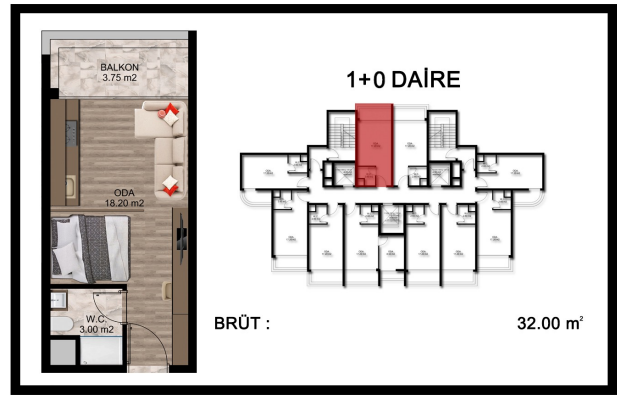 BALKON
3.75 m2
1+0 DAİRE
ODA
18.20 m2
W.C.
3.00 m2
BRÜT : 32.00 m²